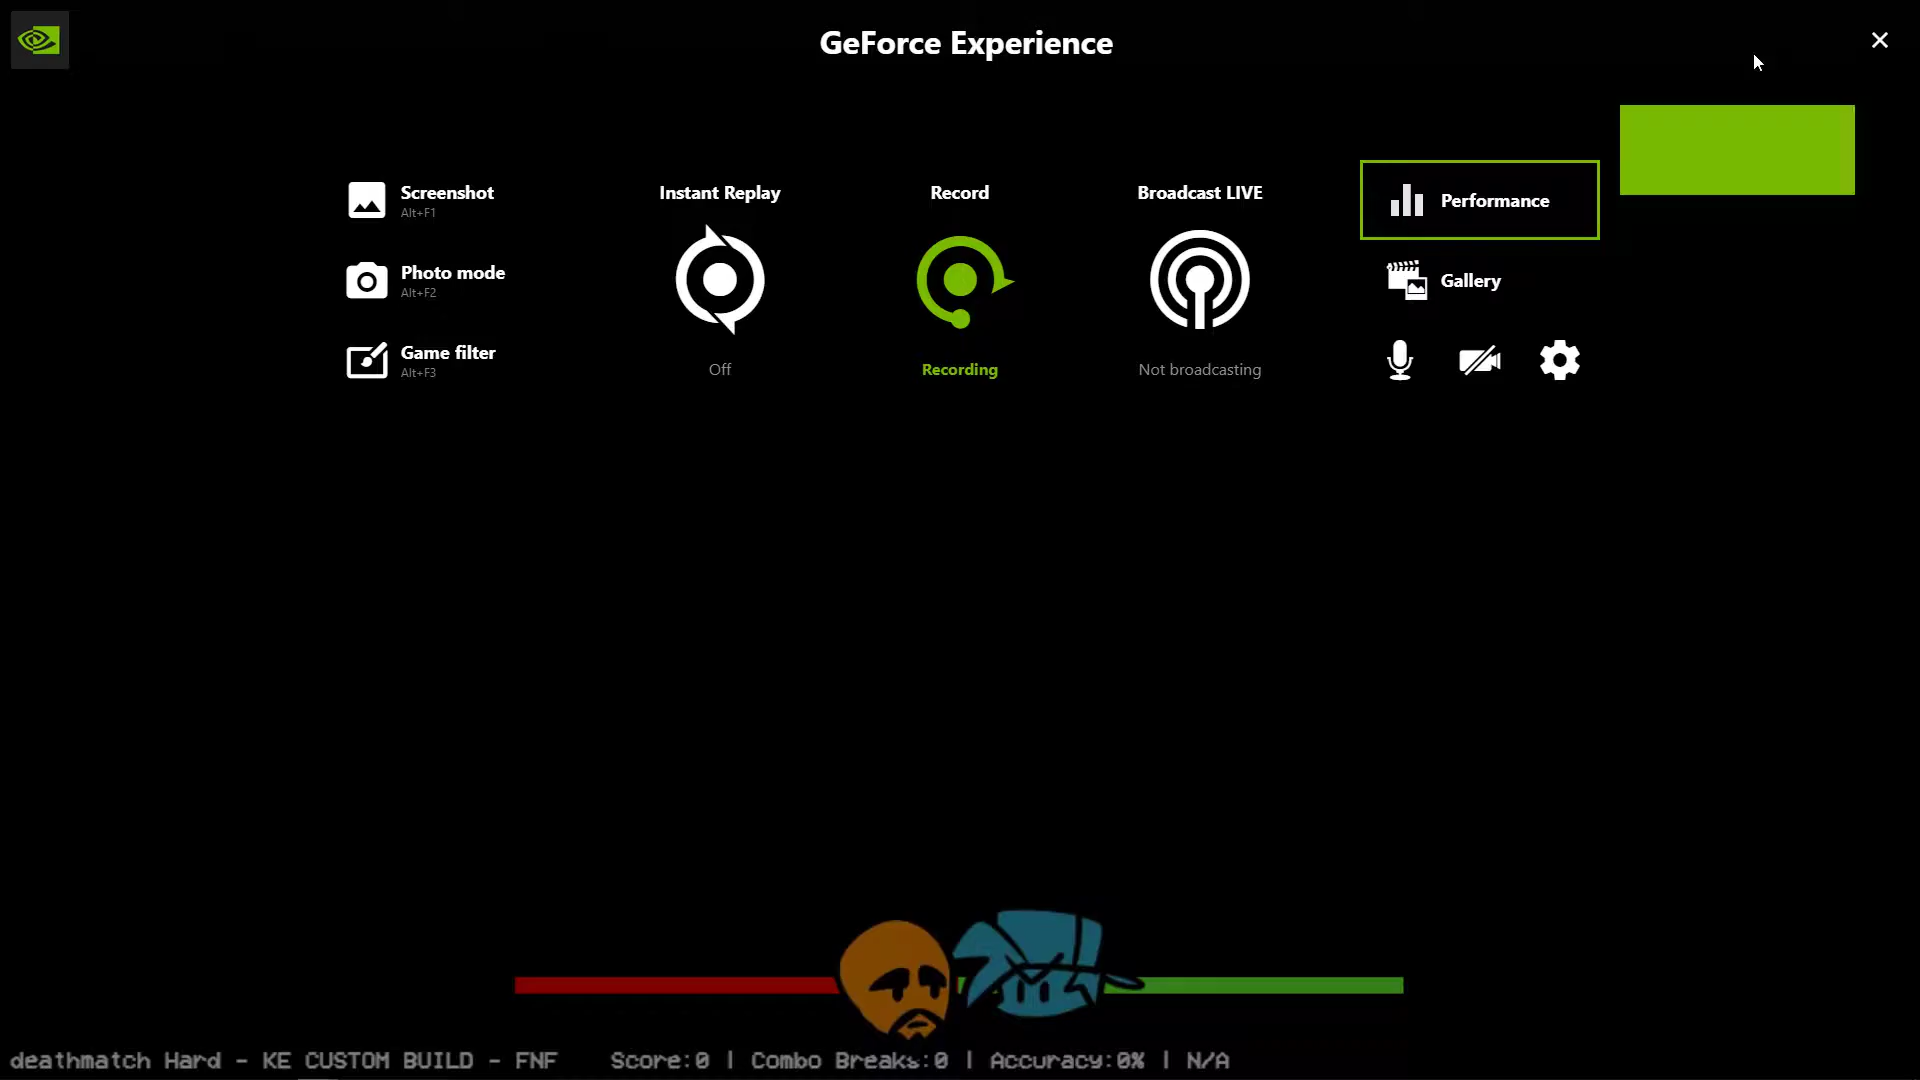 GeForce Experience
Screenshot
Alt+F1
Photo mode
Alt+F2
Game filter
Alt+F3
Instant Replay
Off
Record
Recording
Broadcast LIVE
Not broadcasting
Performance
Gallery
deathmatch Hard - KE CUSTOM BUILD - FNF Score:0 | Combo Breaks:0 | Accuracy:0% | N/A